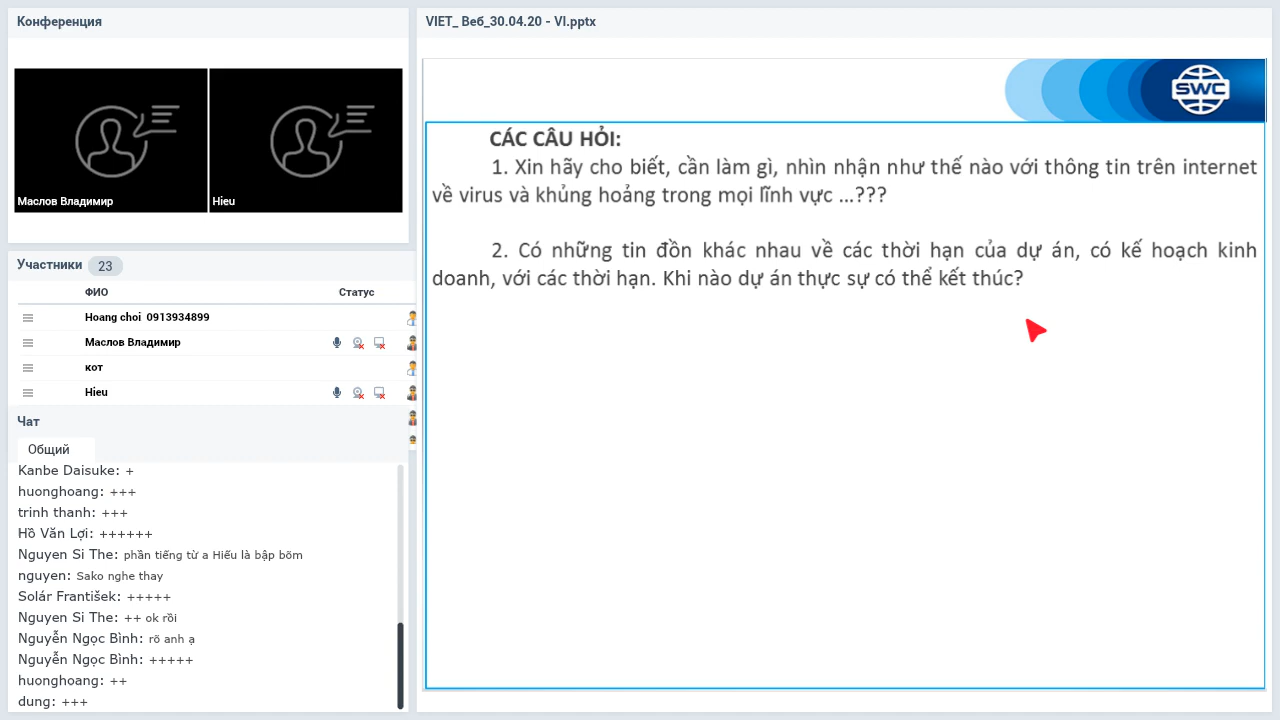 Конференция
Маслов Владимир
Hieu
Участники 23
ФИО Статус
Hoang choi 0913934899
Маслов Владимир
кот
Hieu
Чат
Общий
Kanbe Daisuke: +
huonghoang: +++
trinh thanh: +++
Hồ Văn Lợi: ++++++
Nguyen Si The: phần tiếng từ a Hiếu là bập bõm
nguyen: Sako nghe thay
Solár František: +++++
Nguyen Si The: ++ ok rồi
Nguyễn Ngọc Bình: rõ anh ạ
Nguyễn Ngọc Bình: +++++
huonghoang: ++
dung: +++
VIET_ Веб_30.04.20 - VI.pptx
SWC
CÁC CÂU HỎI:
1. Xin hãy cho biết, cần làm gì, nhìn nhận như thế nào với thông tin trên internet
về virus và khủng hoảng trong mọi lĩnh vực ...???
2. Có những tin đồn khác nhau về các thời hạn của dự án, có kế hoạch kinh
doanh, với các thời hạn. Khi nào dự án thực sự có thể kết thúc?